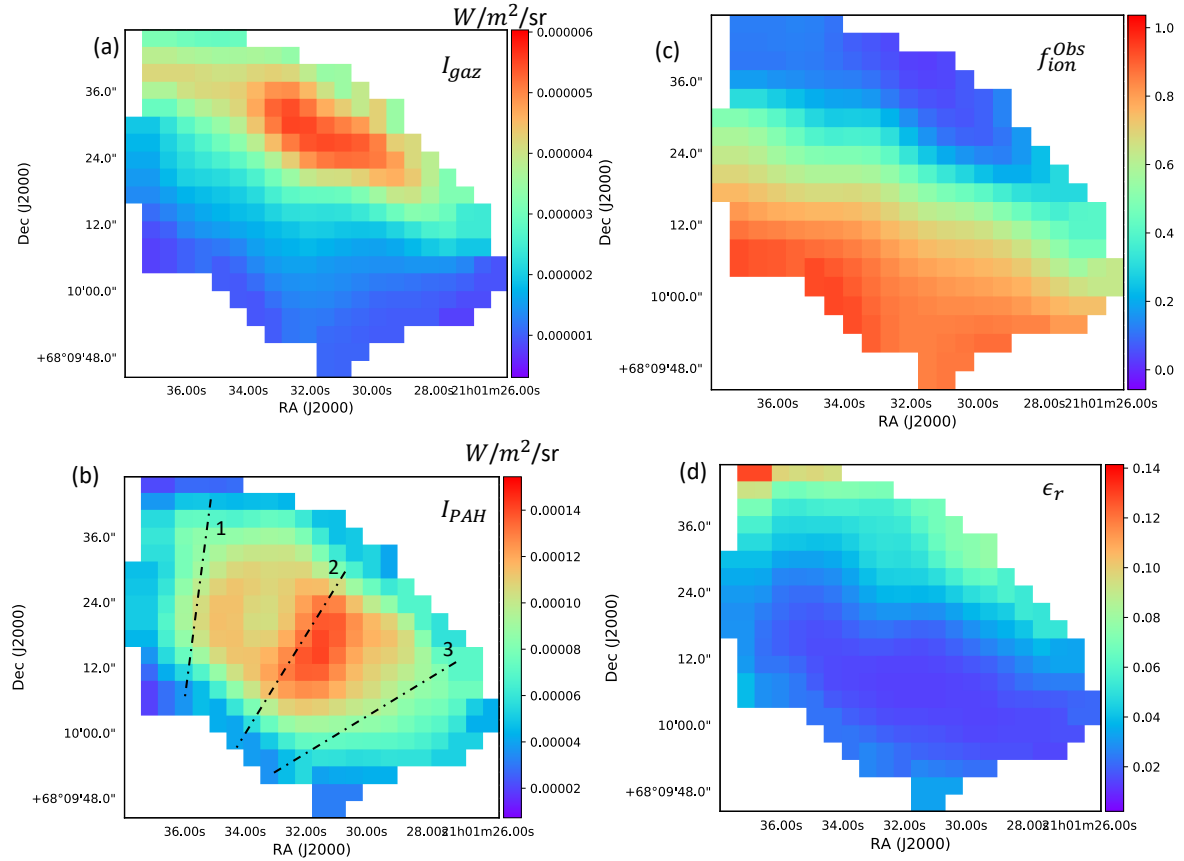 (a)
W/m²/sr
I_gaz
0.000006
0.000005
0.000004
0.000003
0.000002
0.000001
Dec (J2000)
36.0"
24.0"
12.0"
10'00.0"
+68°09'48.0"
36.00s 34.00s 32.00s 30.00s 28.00s21h01m26.00s
RA (J2000)
(c)
f_ion^Obs
1.0
0.8
0.6
0.4
0.2
0.0
Dec (J2000)
36.0"
24.0"
12.0"
10'00.0"
+68°09'48.0"
36.00s 34.00s 32.00s 30.00s 28.00s21h01m26.00s
RA (J2000)
(b)
W/m²/sr
I_PAH
1
2
3
0.00014
0.00012
0.00010
0.00008
0.00006
0.00004
0.00002
Dec (J2000)
36.0"
24.0"
12.0"
10'00.0"
+68°09'48.0"
36.00s 34.00s 32.00s 30.00s 28.00s21h01m26.00s
RA (J2000)
(d)
ϵ_r
0.14
0.12
0.10
0.08
0.06
0.04
0.02
Dec (J2000)
36.0"
24.0"
12.0"
10'00.0"
+68°09'48.0"
36.00s 34.00s 32.00s 30.00s 28.00s21h01m26.00s
RA (J2000)